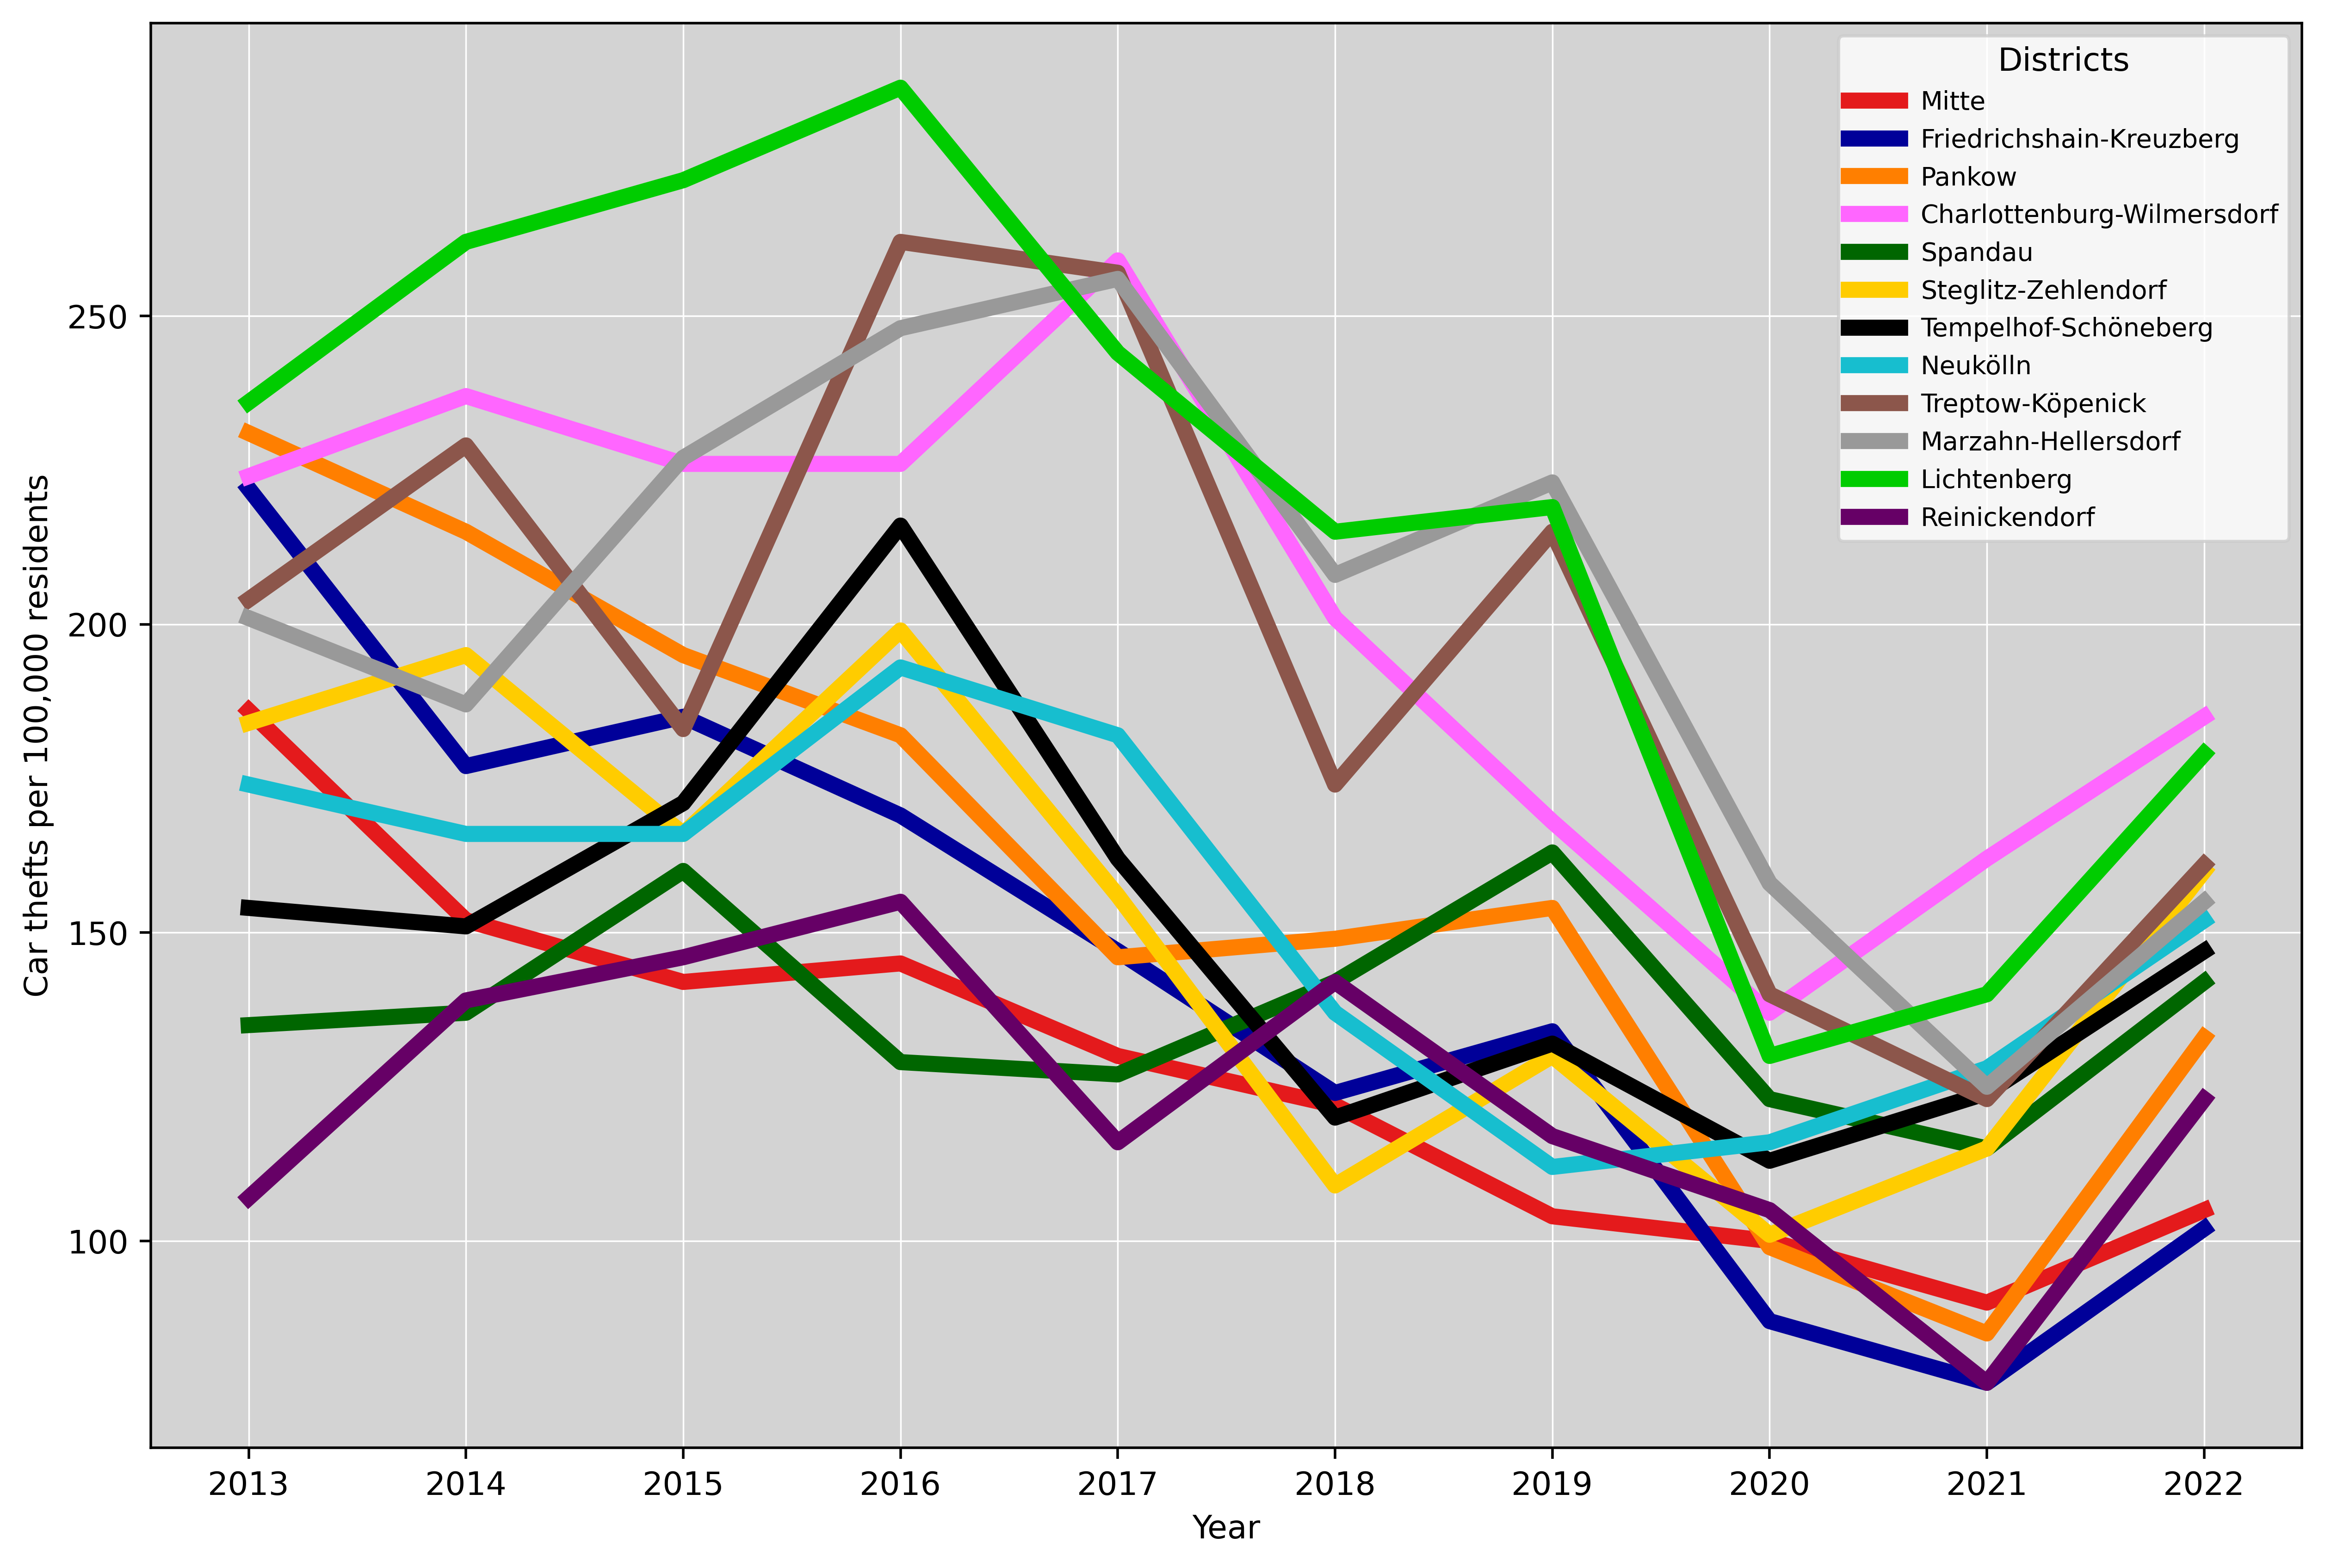 Districts
Mitte
Friedrichshain-Kreuzberg
Pankow
Charlottenburg-Wilmersdorf
Spandau
Steglitz-Zehlendorf
Tempelhof-Schöneberg
Neukölln
Treptow-Köpenick
Marzahn-Hellersdorf
Lichtenberg
Reinickendorf
Car thefts per 100,000 residents
250
200
150
100
2013 2014 2015 2016 2017 2018 2019 2020 2021 2022
Year